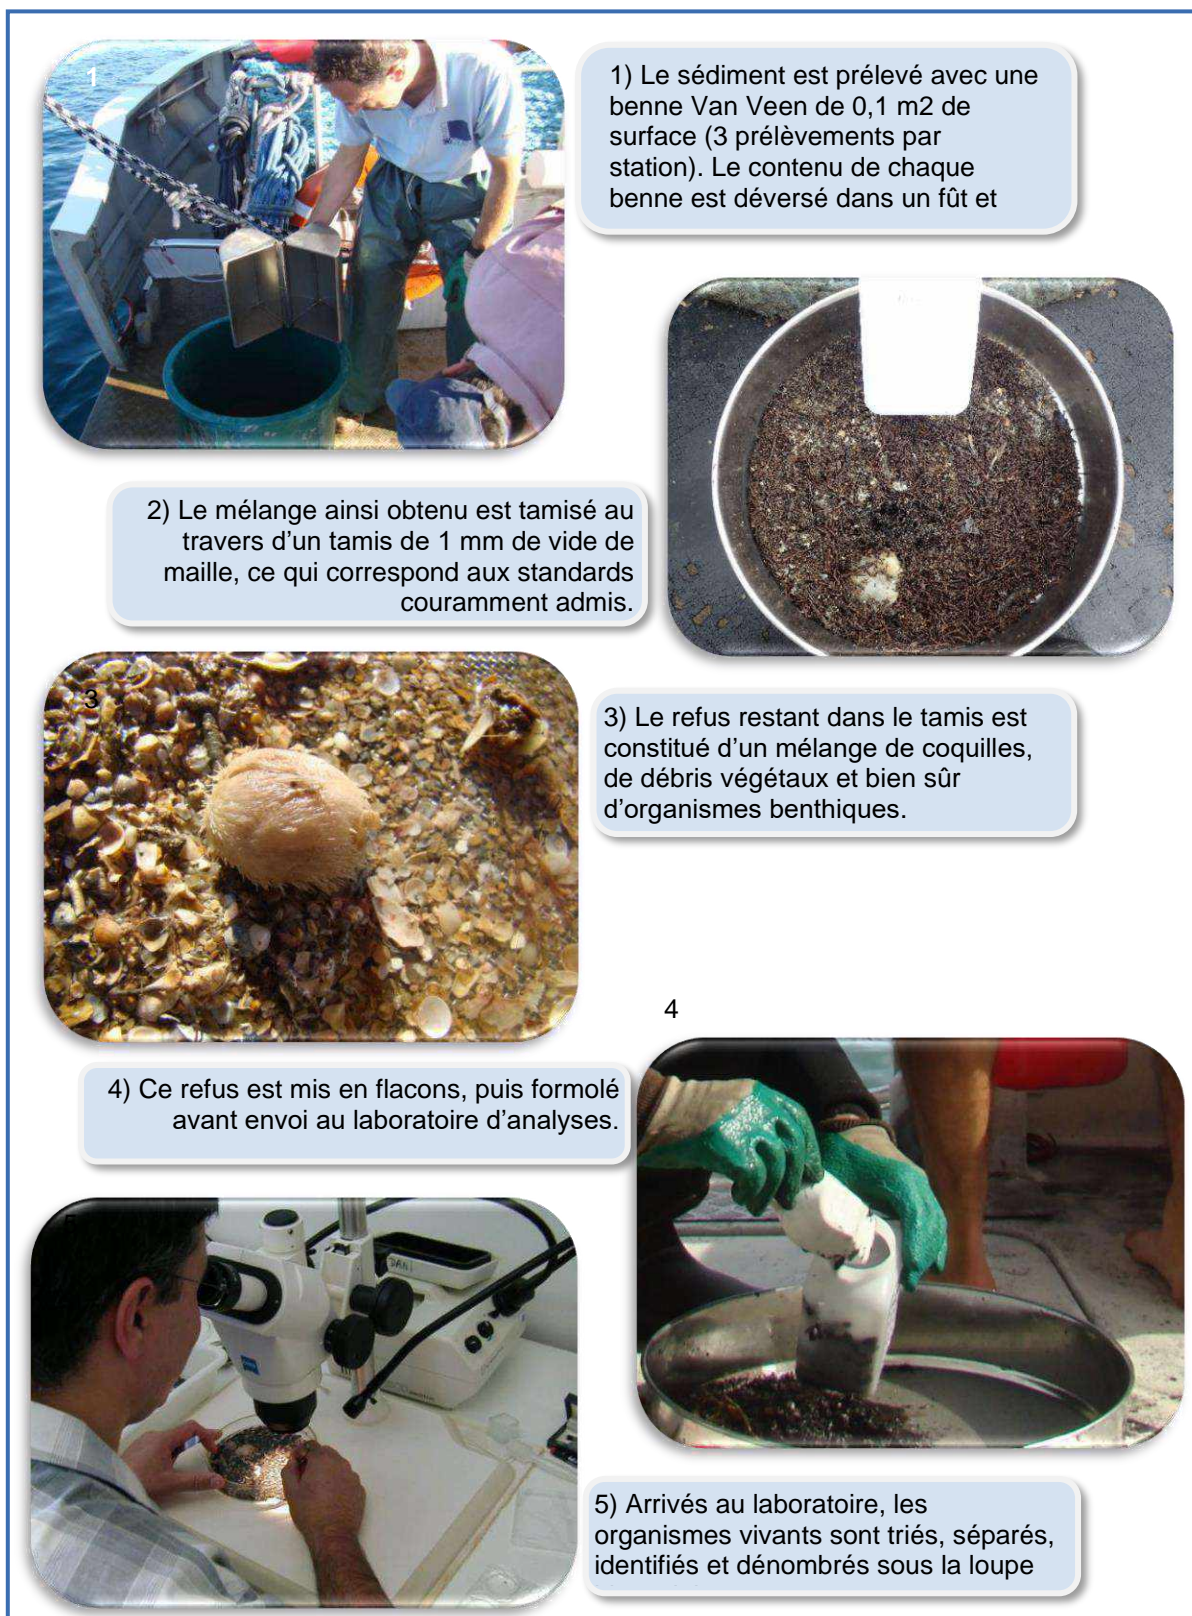 1
1) Le sédiment est prélevé avec une
benne Van Veen de 0,1 m2 de
surface (3 prélèvements par
station). Le contenu de chaque
benne est déversé dans un fût et
2) Le mélange ainsi obtenu est tamisé au
travers d’un tamis de 1 mm de vide de
maille, ce qui correspond aux standards
couramment admis.
3
3) Le refus restant dans le tamis est
constitué d’un mélange de coquilles,
de débris végétaux et bien sûr
d’organismes benthiques.
4
4) Ce refus est mis en flacons, puis formolé
avant envoi au laboratoire d’analyses.
5
DANI
5) Arrivés au laboratoire, les
organismes vivants sont triés, séparés,
identifiés et dénombrés sous la loupe